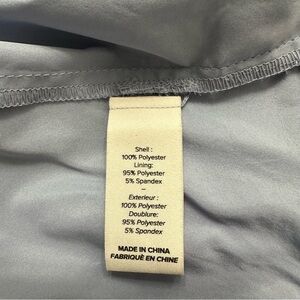 Shell :
100% Polyester
Lining:
95% Polyester
5% Spandex
–
Exterieur :
100% Polyester
Doublure:
95% Polyester
5% Spandex
MADE IN CHINA
FABRIQUÉ EN CHINE